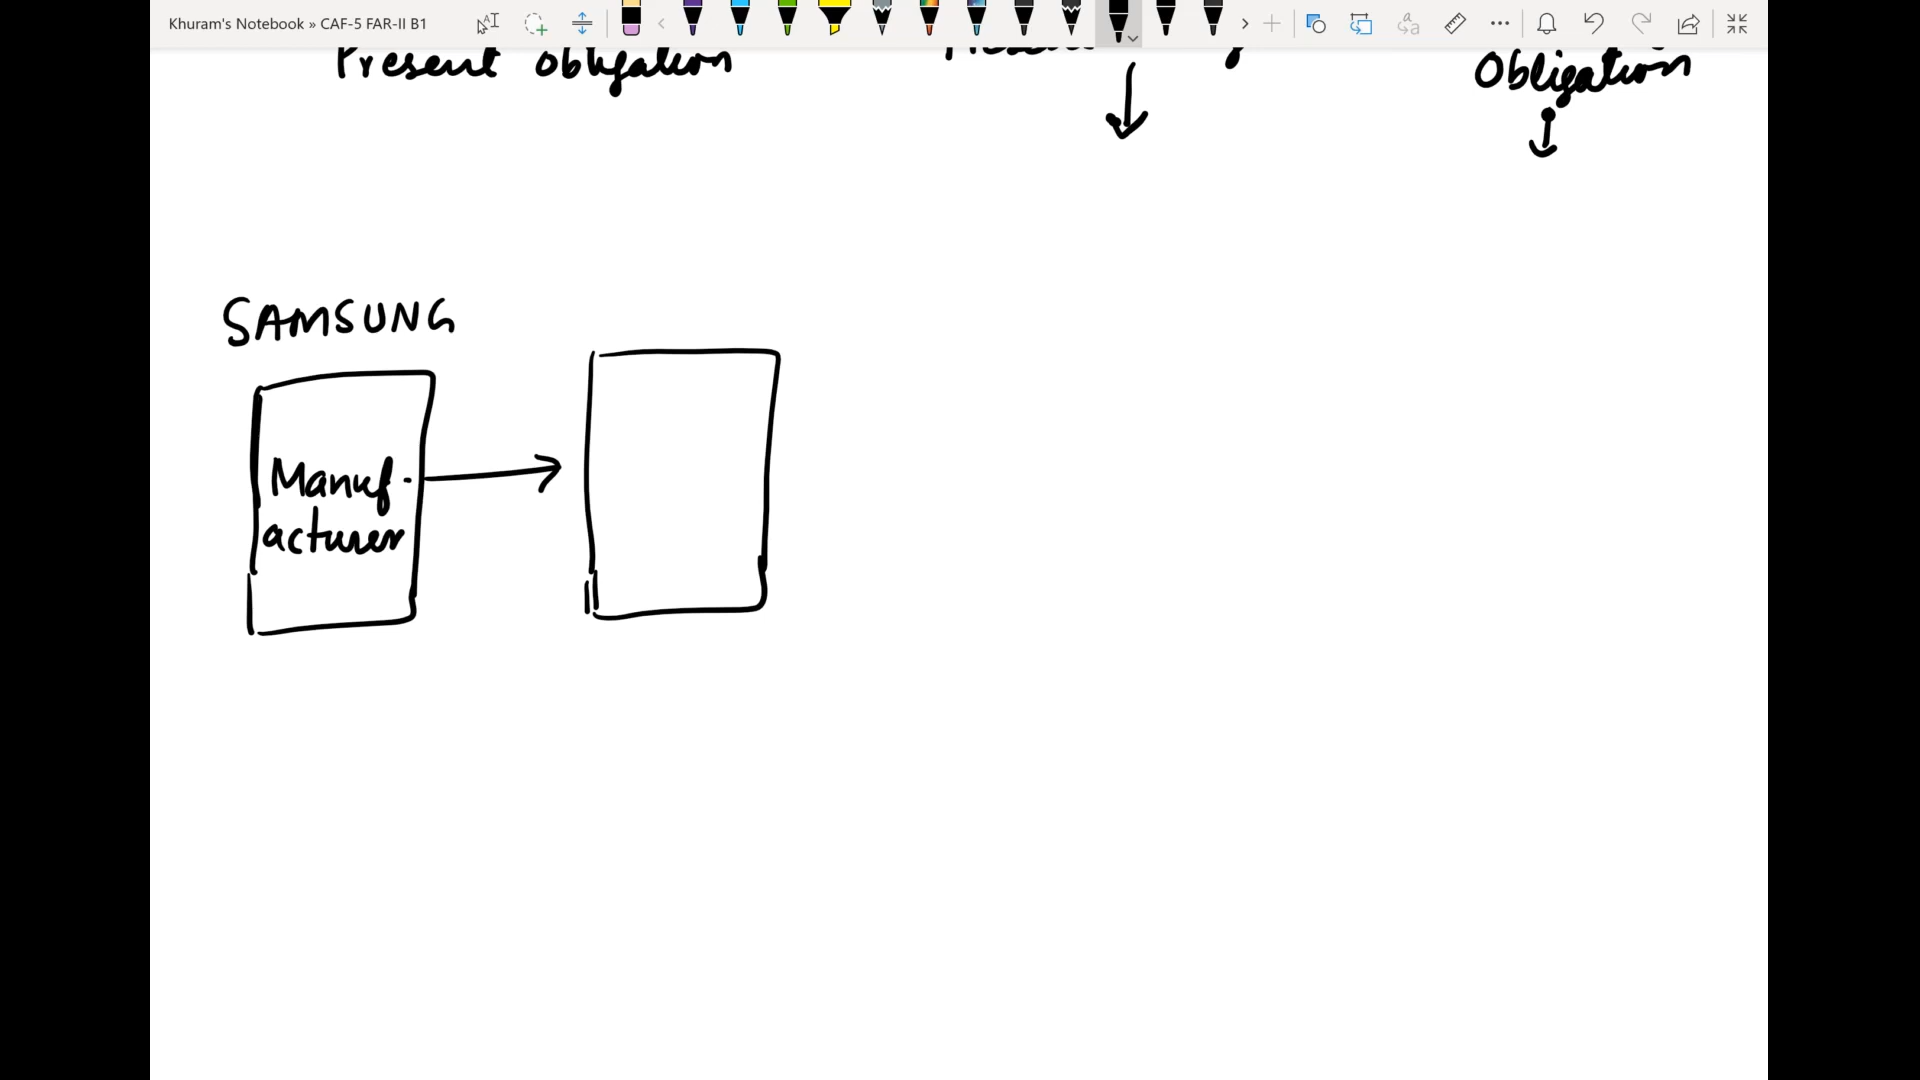 Khuram's Notebook » CAF-5 FAR-II B1
Present obligation
Obligation
SAMSUNG
Manuf-
acturer